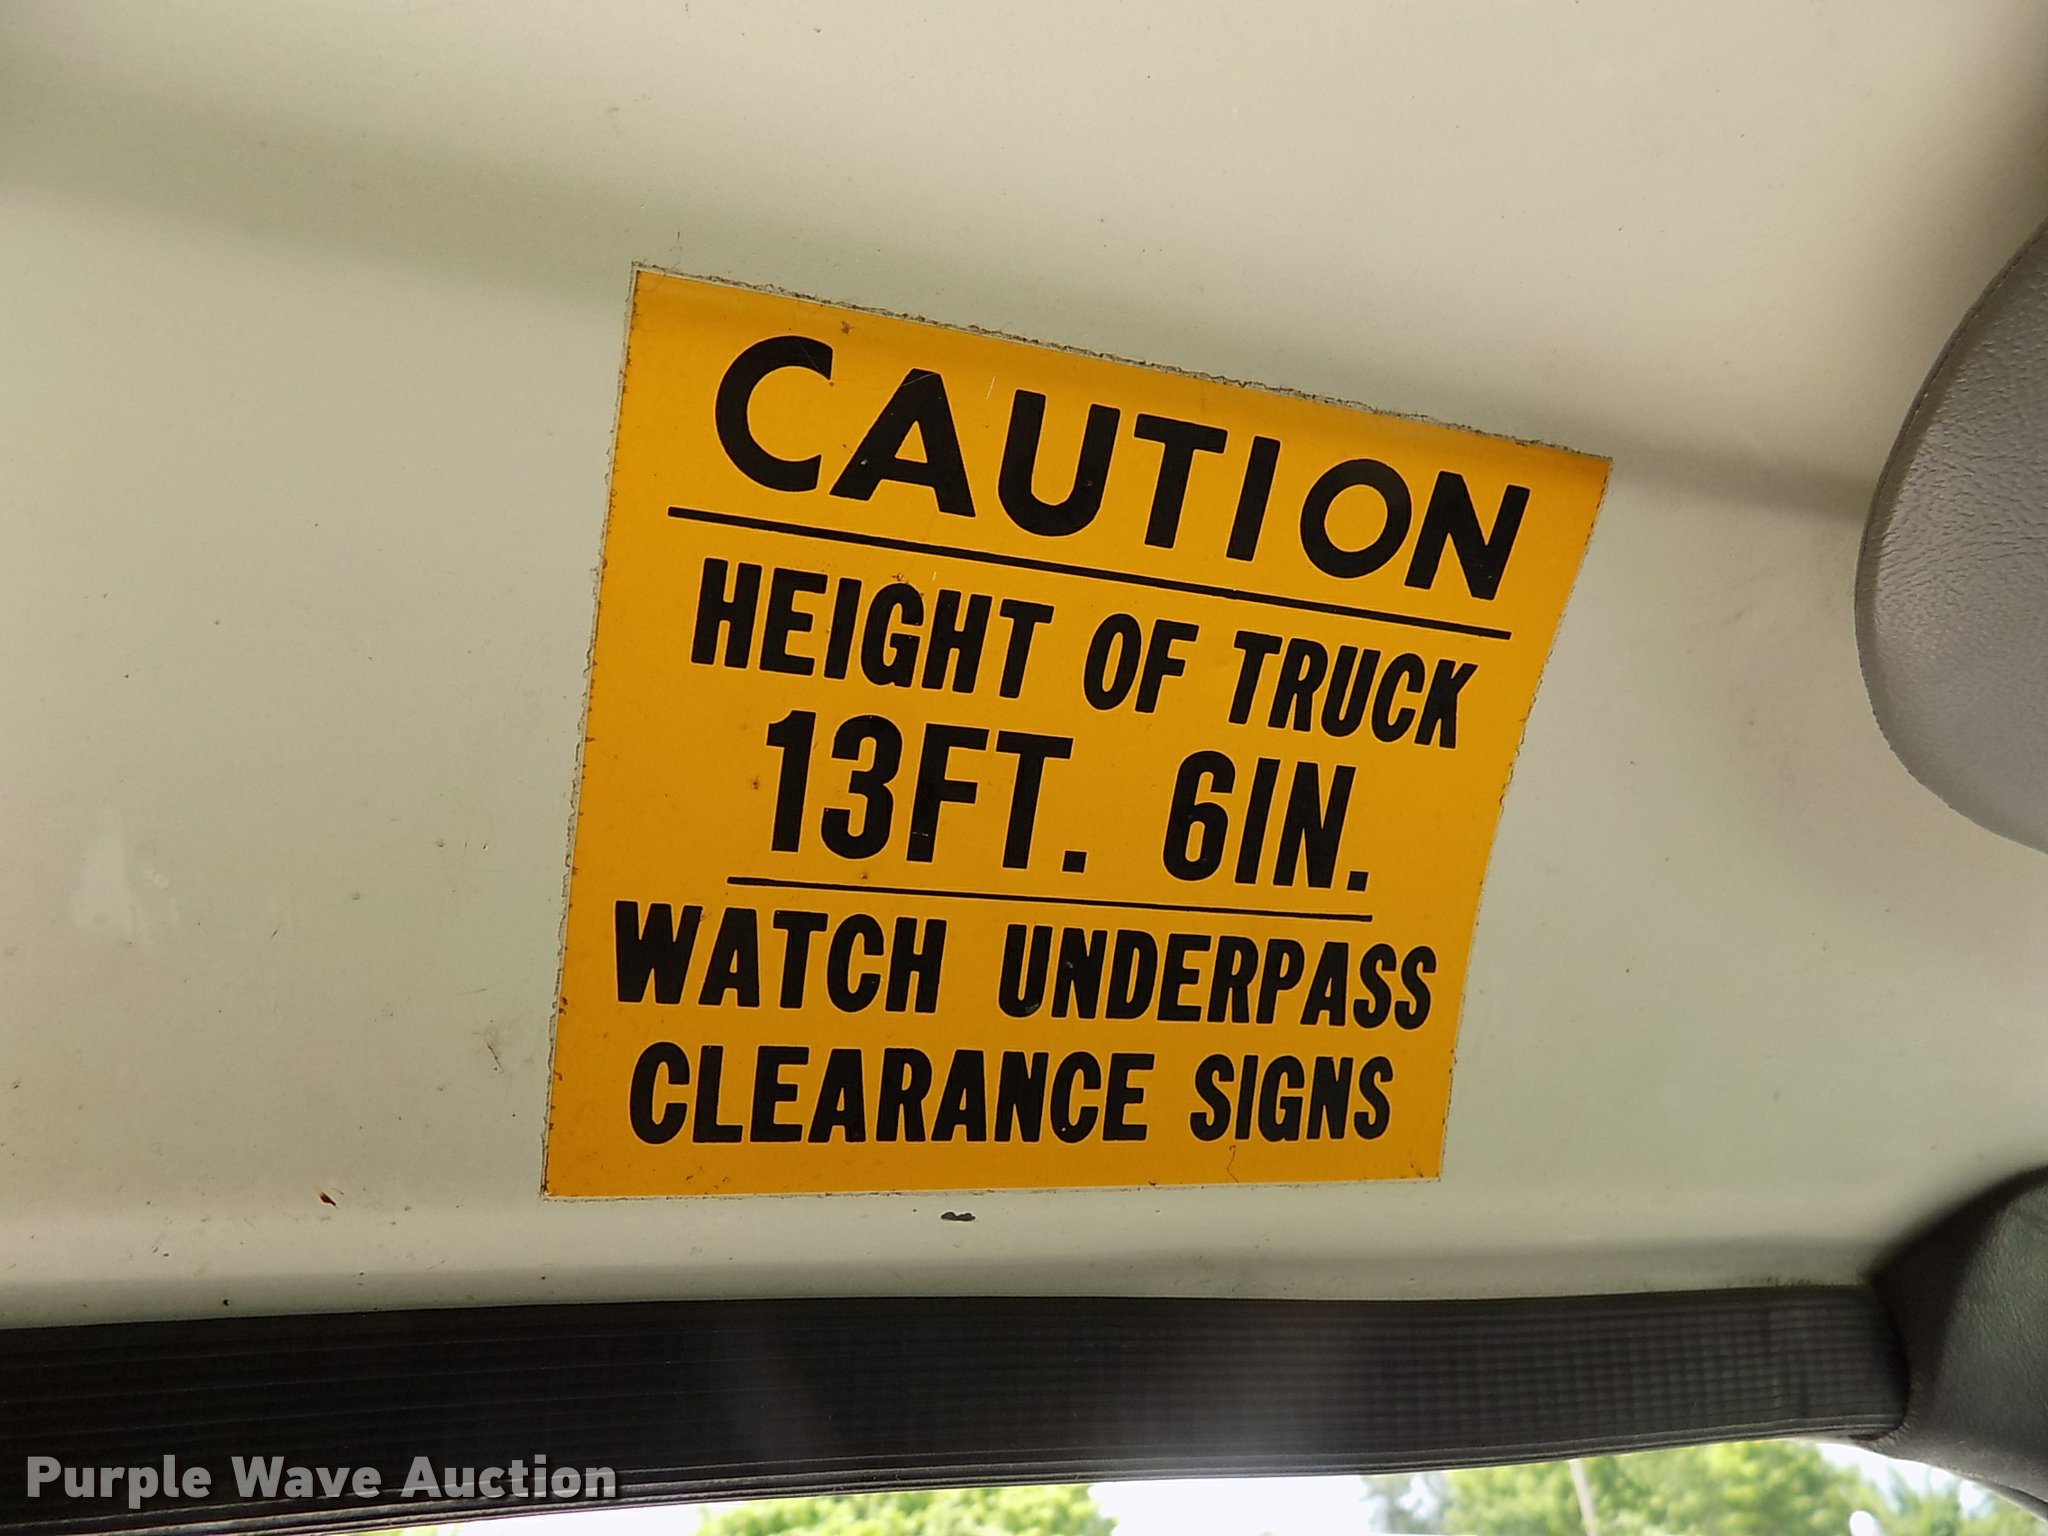 CAUTION
HEIGHT OF TRUCK
13FT. 6IN.
WATCH UNDERPASS
CLEARANCE SIGNS
Purple Wave Auction